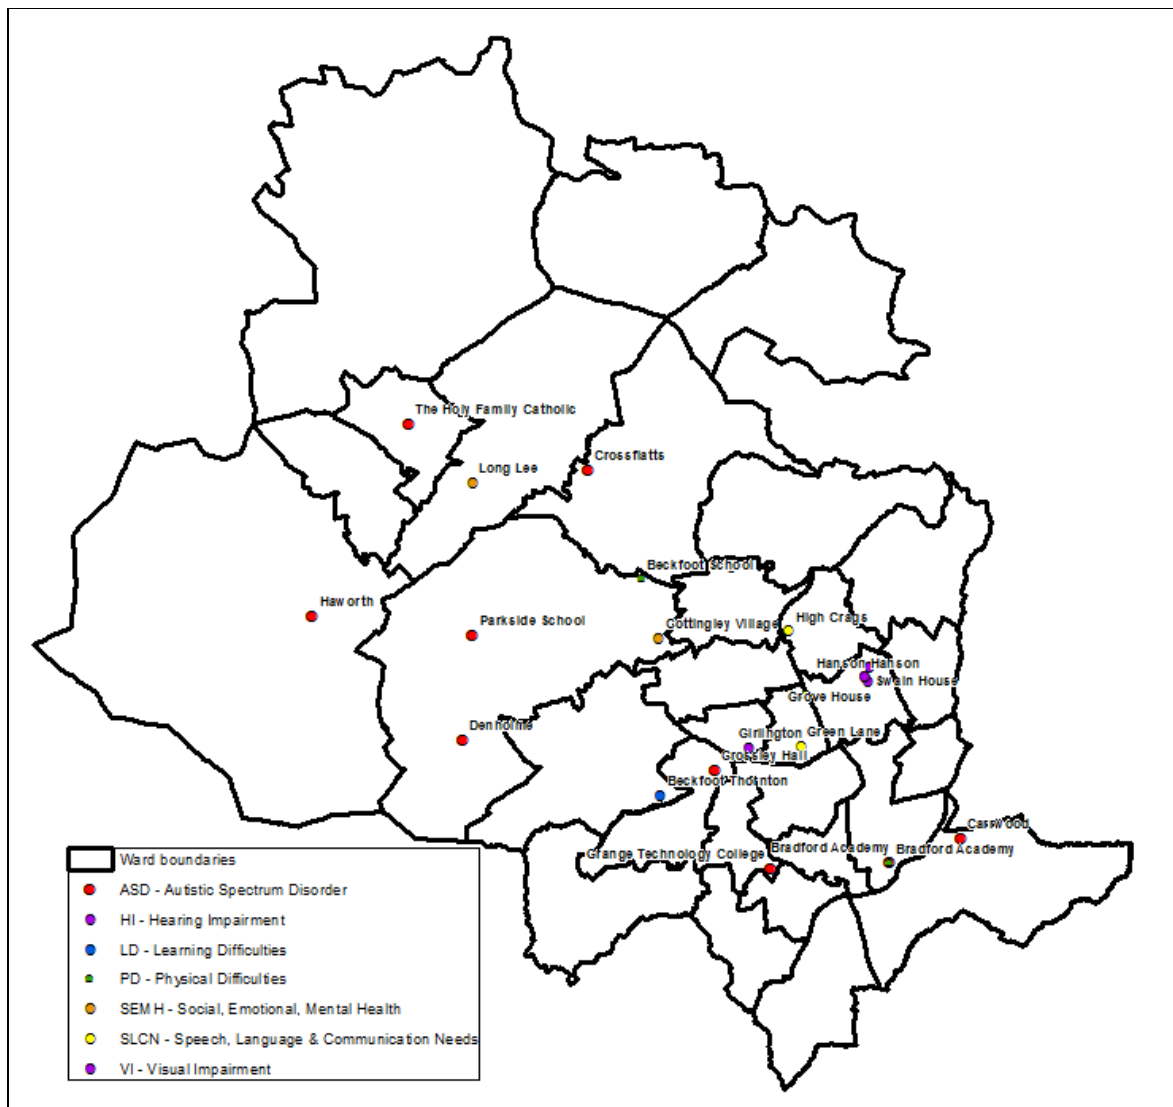 The Holy Family Catholic
Crossflatts
Long Lee
Beckfoot School
Haworth
High Crags
Cottingley Village
Parkside School
Hanson Hanson
Swain House
Grove House
Denholme
Girlington
Green Lane
Crossley Hall
Beckfoot Thornton
Carrwood
Bradford Academy
Bradford Academy
Grange Technology College
Ward boundaries
ASD - Autistic Spectrum Disorder
HI - Hearing Impairment
LD - Learning Difficulties
PD - Physical Difficulties
SEMH - Social, Emotional, Mental Health
SLCN - Speech, Language & Communication Needs
VI - Visual Impairment